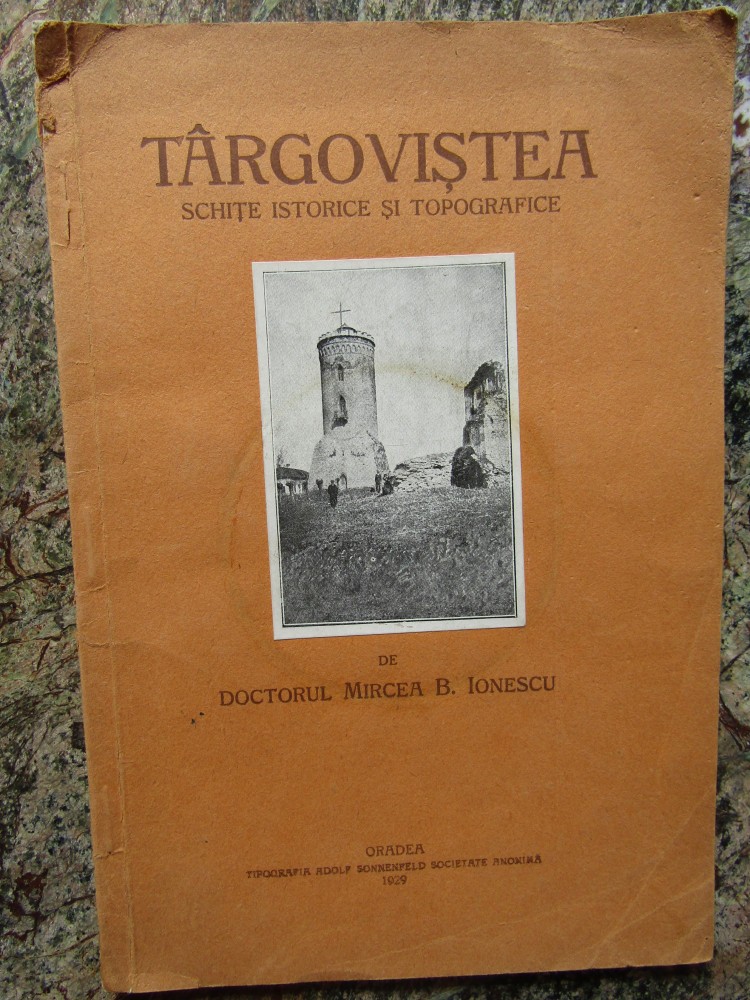 TÂRGOVIȘTEA
SCHIȚE ISTORICE ȘI TOPOGRAFICE
DE
DOCTORUL MIRCEA B. IONESCU
ORADEA
TIPOGRAFIA ADOLF SONNENFELD SOCIETATE ANONIMĂ
1929